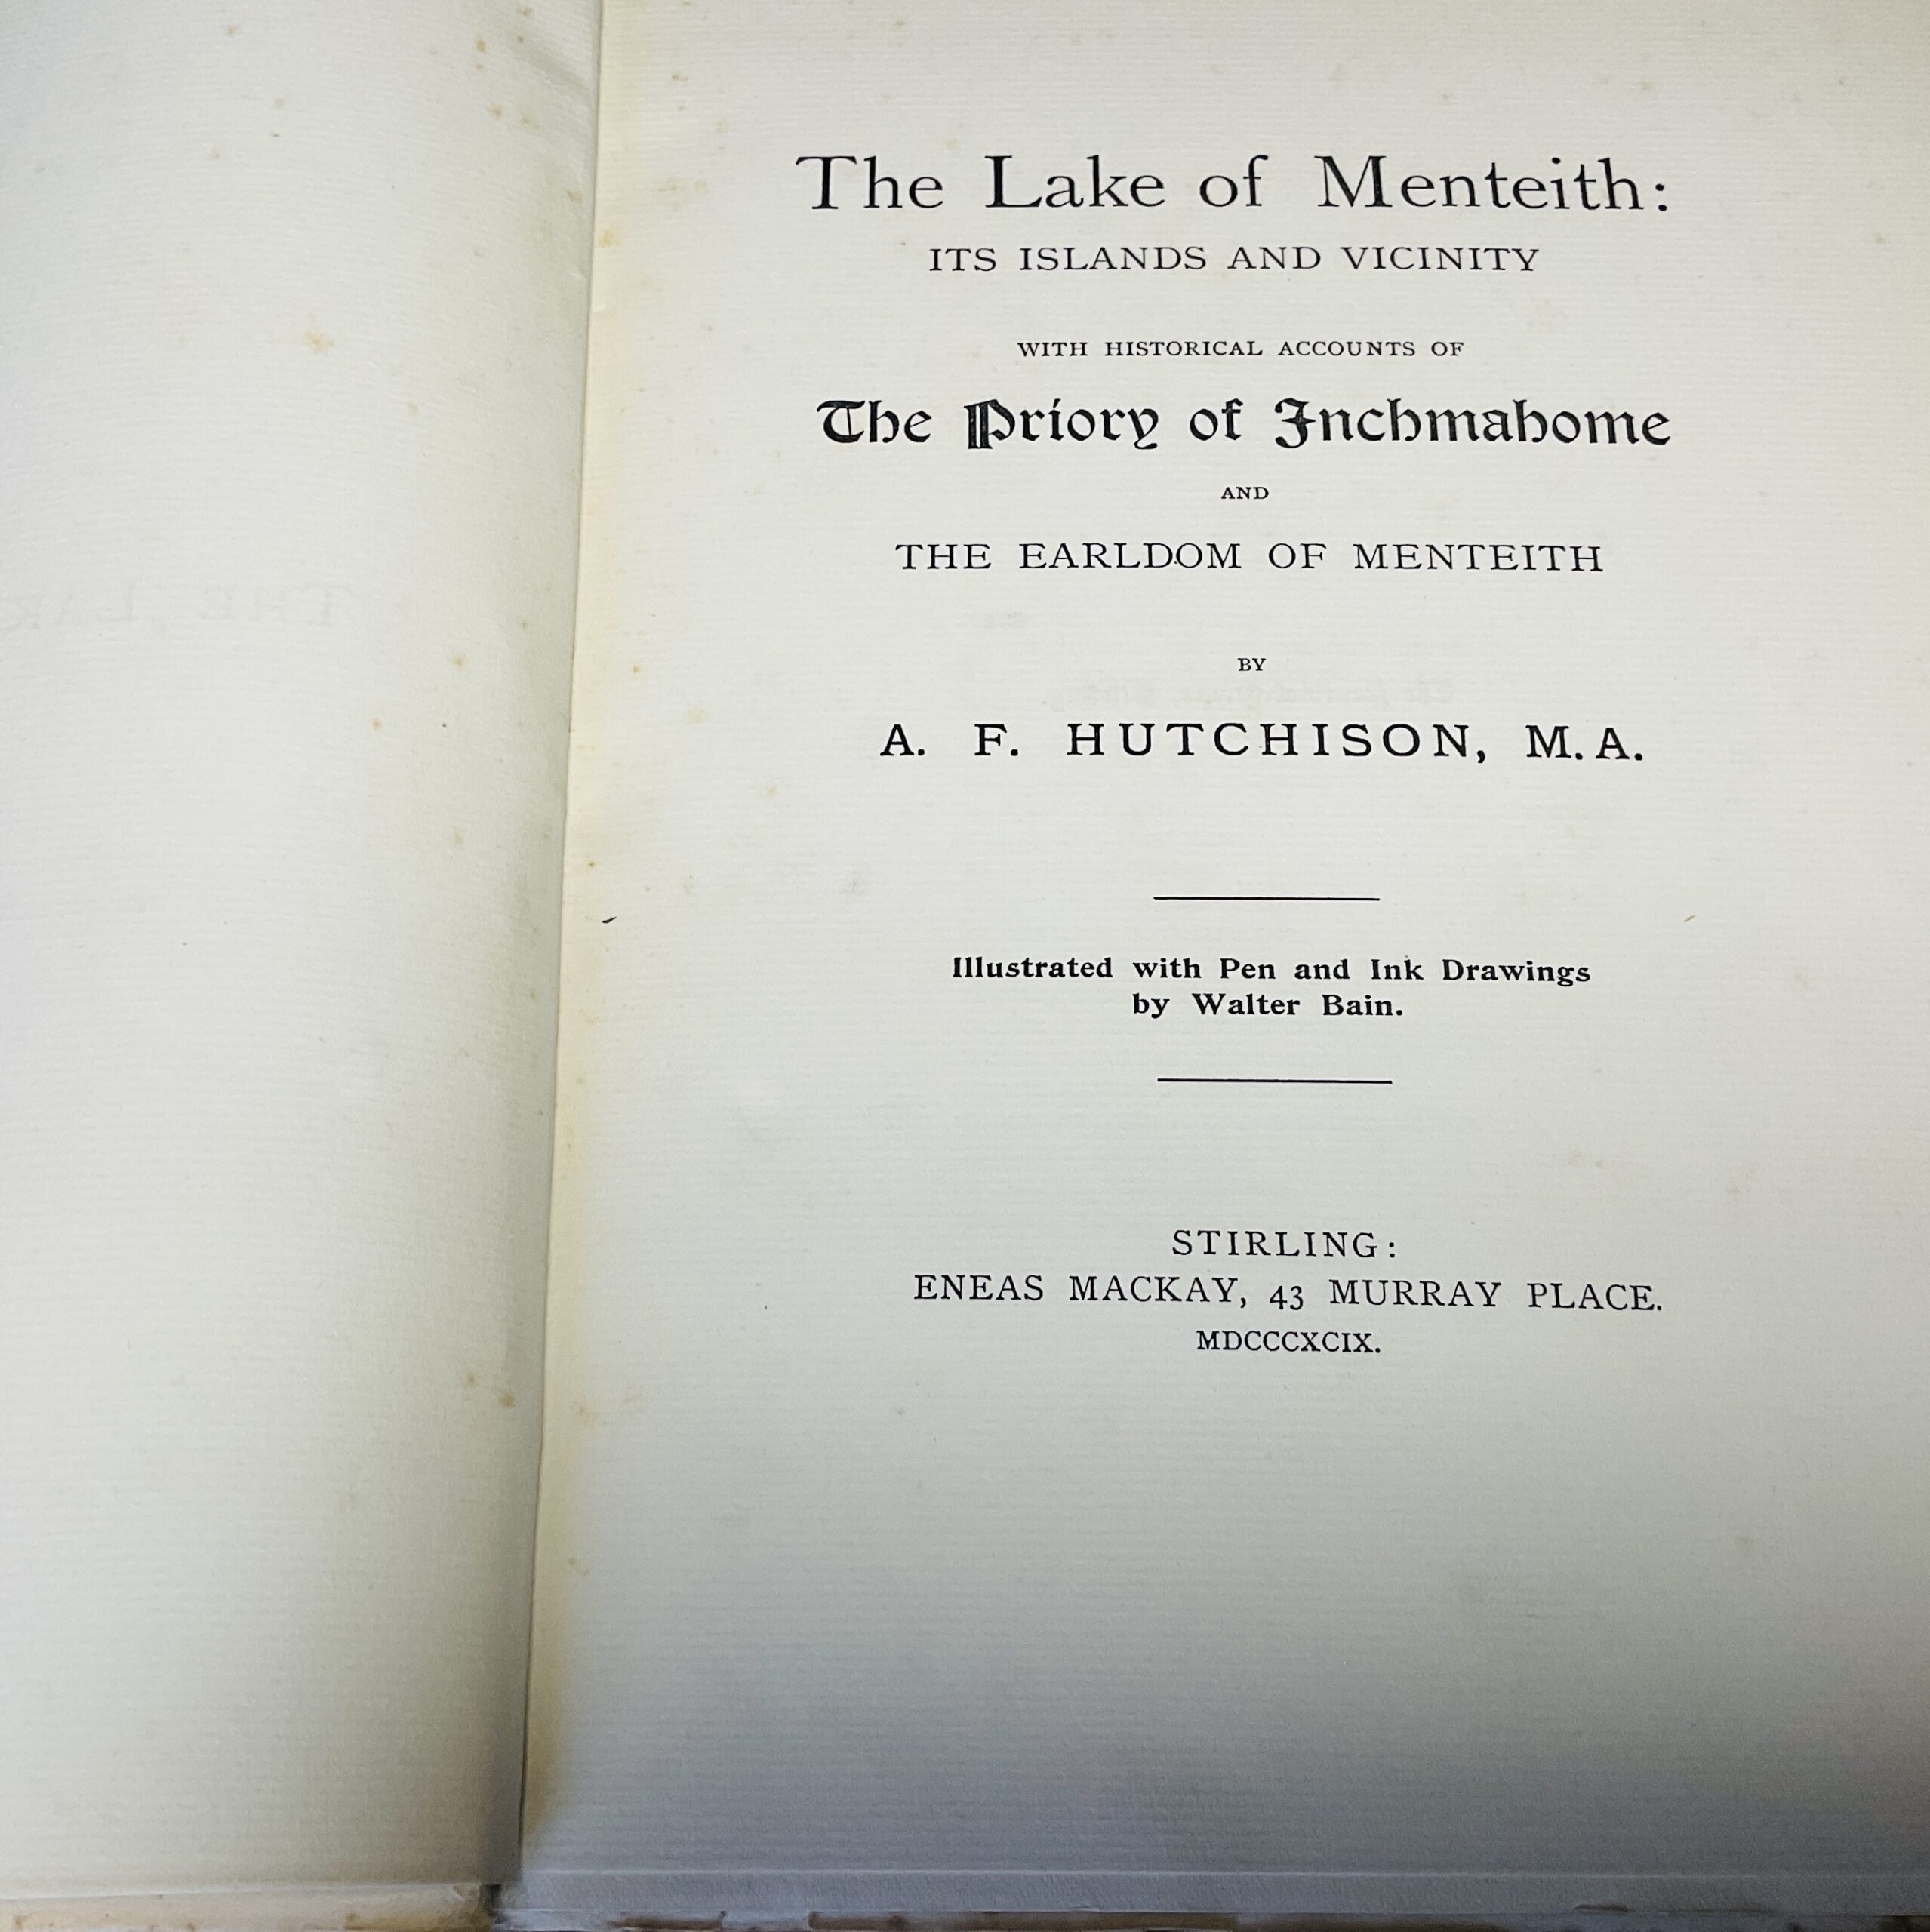 The Lake of Menteith:
ITS ISLANDS AND VICINITY
WITH HISTORICAL ACCOUNTS OF
The Priory of Inchmahome
AND
THE EARLDOM OF MENTEITH
BY
A. F. HUTCHISON, M.A.
Illustrated with Pen and Ink Drawings
by Walter Bain.
STIRLING:
ENEAS MACKAY, 43 MURRAY PLACE.
MDCCCXCIX.